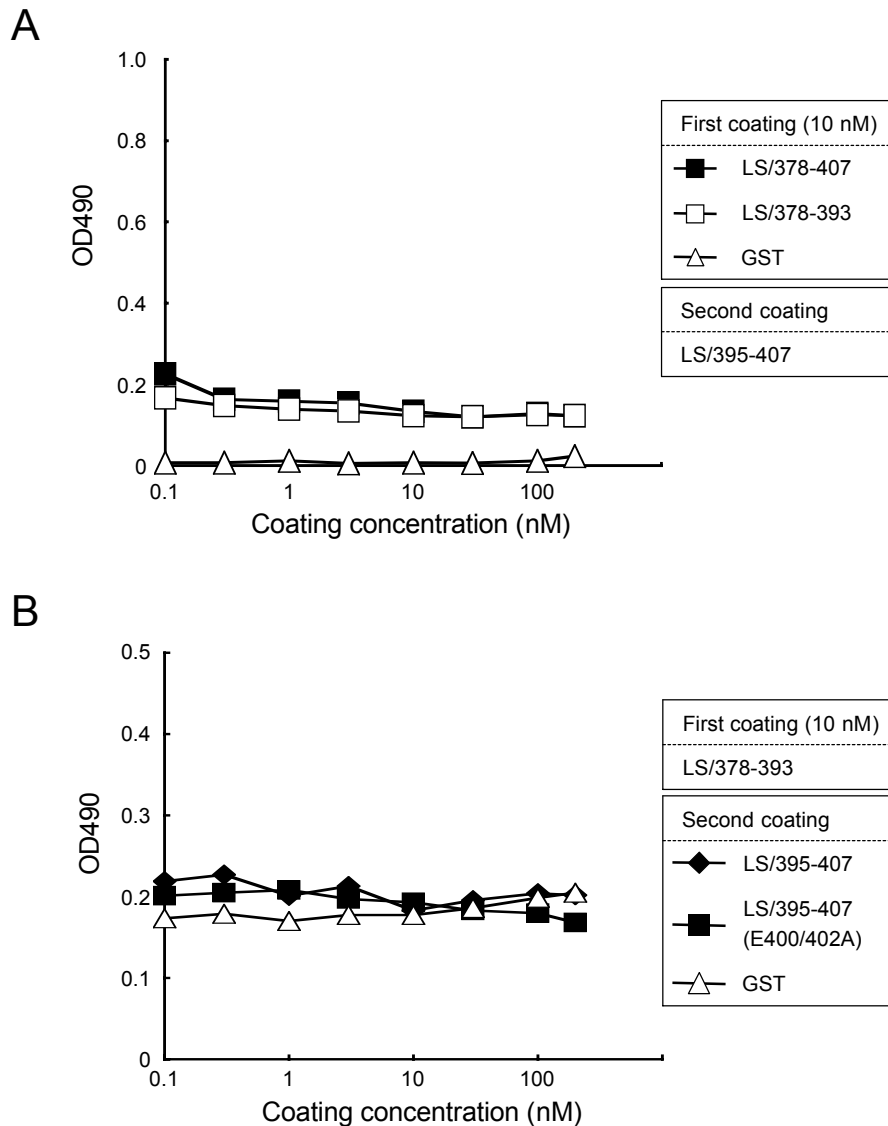 A
1.0
0.8
0.6
0.4
0.2
0
OD490
0.1 1 10 100
Coating concentration (nM)
First coating (10 nM)
LS/378-407
LS/378-393
GST
Second coating
LS/395-407
B
0.5
0.4
0.3
0.2
0.1
0
OD490
0.1 1 10 100
Coating concentration (nM)
First coating (10 nM)
LS/378-393
Second coating
LS/395-407
LS/395-407
(E400/402A)
GST